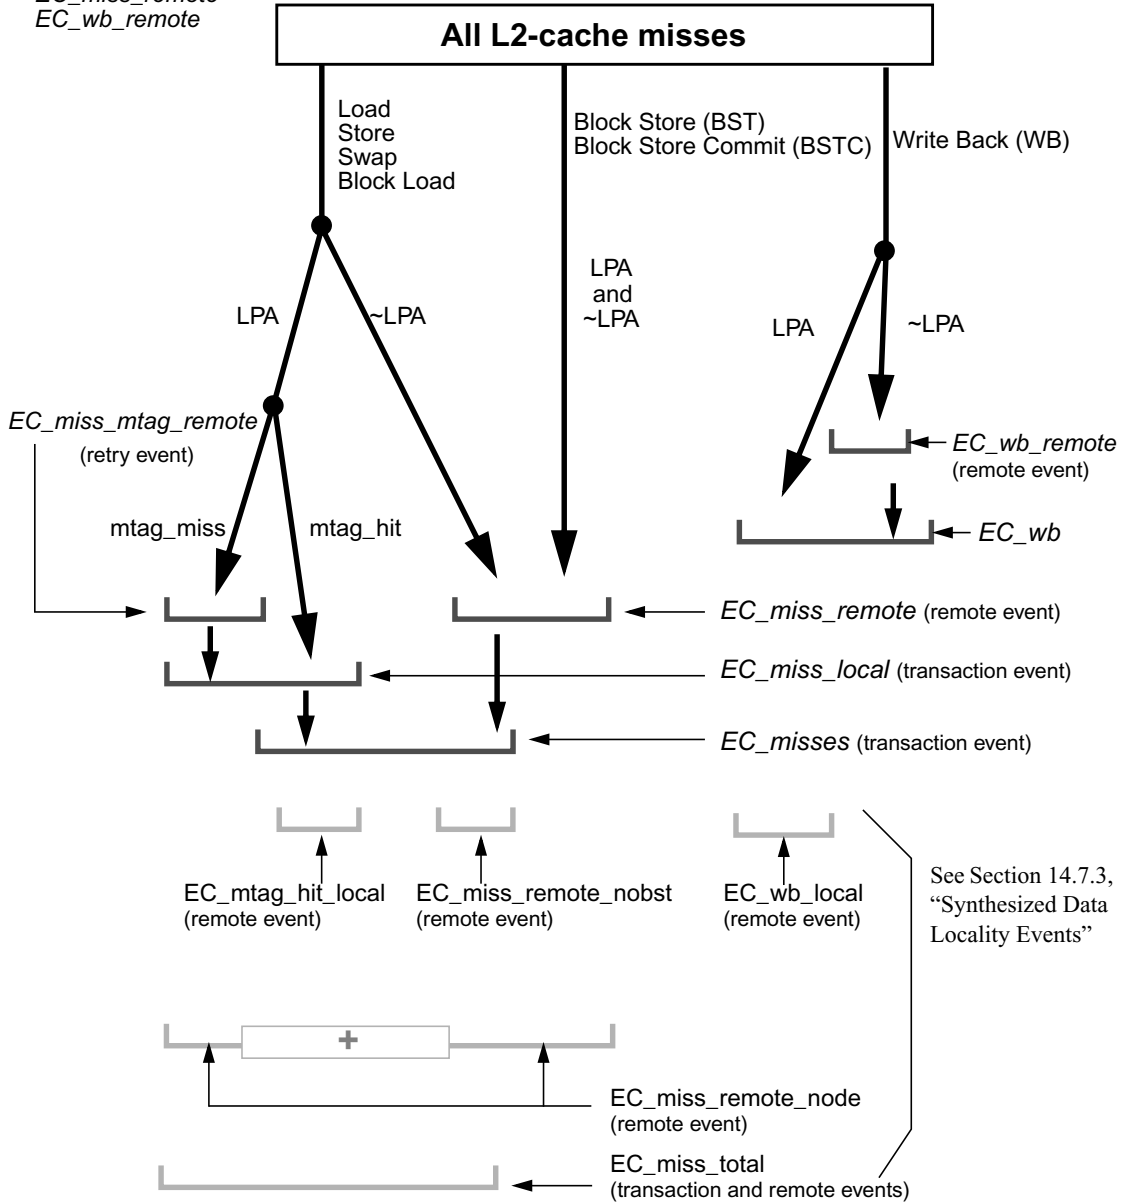 EC_miss_remote
EC_wb_remote
All L2-cache misses
Load
Store
Swap
Block Load
Block Store (BST)
Block Store Commit (BSTC)
Write Back (WB)
LPA
~LPA
LPA
and
~LPA
LPA
~LPA
EC_miss_mtag_remote
(retry event)
EC_wb_remote
(remote event)
mtag_miss
mtag_hit
EC_wb
EC_miss_remote (remote event)
EC_miss_local (transaction event)
EC_misses (transaction event)
EC_mtag_hit_local
(remote event)
EC_miss_remote_nobst
(remote event)
EC_wb_local
(remote event)
See Section 14.7.3,
“Synthesized Data
Locality Events”
+
EC_miss_remote_node
(remote event)
EC_miss_total
(transaction and remote events)